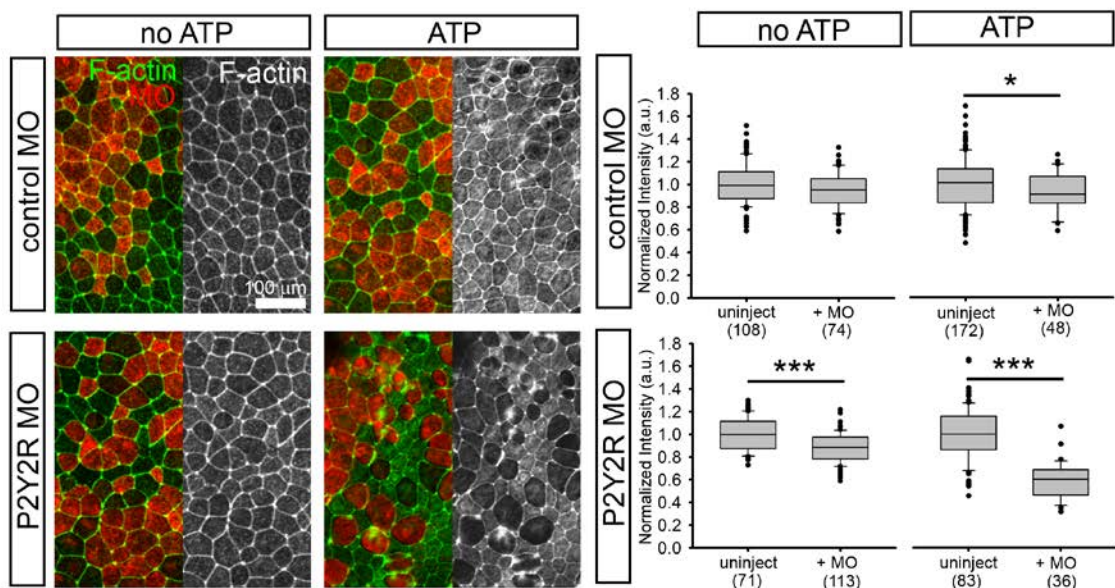 no ATP
ATP
no ATP
ATP
control MO
F-actin
MO
F-actin
100 µm
control MO
Normalized Intensity (a.u.)
1.8
1.6
1.4
1.2
1.0
0.8
0.6
0.4
0.2
0.0
*
uninject
(108)
+ MO
(74)
uninject
(172)
+ MO
(48)
P2Y2R MO
P2Y2R MO
Normalized Intensity (a.u.)
1.8
1.6
1.4
1.2
1.0
0.8
0.6
0.4
0.2
0.0
***
***
uninject
(71)
+ MO
(113)
uninject
(83)
+ MO
(36)